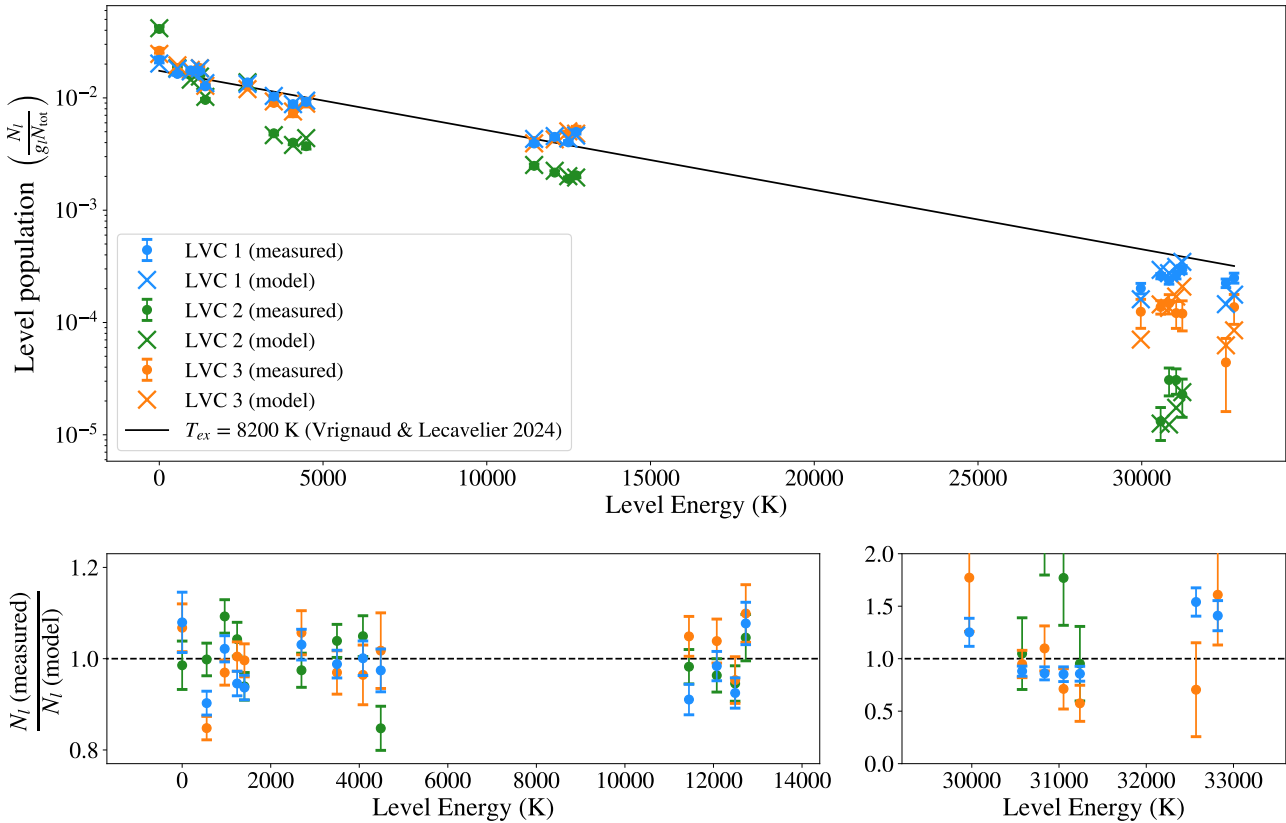 Level population (N_l / g_l N_tot)
10⁻²
10⁻³
10⁻⁴
10⁻⁵
LVC 1 (measured)
LVC 1 (model)
LVC 2 (measured)
LVC 2 (model)
LVC 3 (measured)
LVC 3 (model)
T_ex = 8200 K (Vrignaud & Lecavelier 2024)
0 5000 10000 15000 20000 25000 30000
Level Energy (K)
N_l (measured)
N_l (model)
1.2
1.0
0.8
0 2000 4000 6000 8000 10000 12000 14000
Level Energy (K)
2.0
1.5
1.0
0.5
0.0
30000 31000 32000 33000
Level Energy (K)